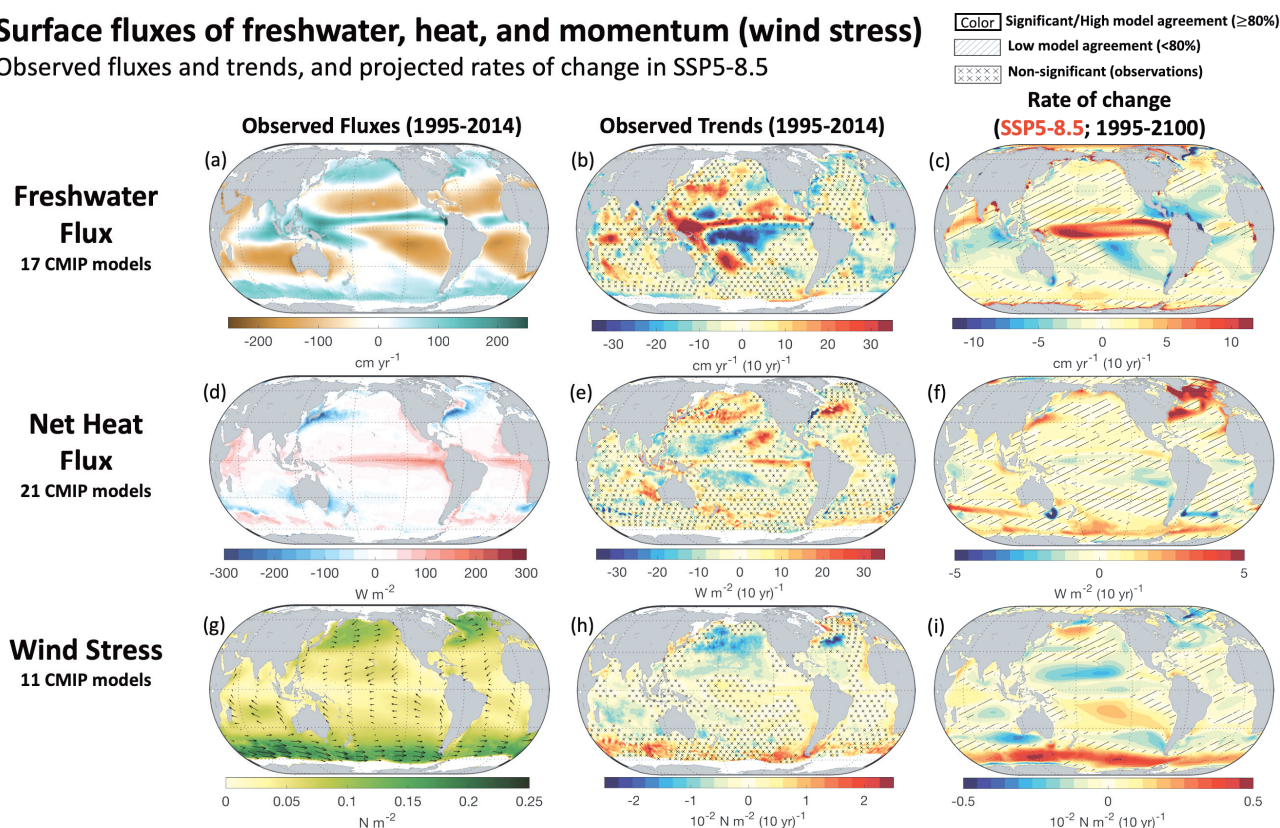 Surface fluxes of freshwater, heat, and momentum (wind stress)
Observed fluxes and trends, and projected rates of change in SSP5-8.5
Color Significant/High model agreement (≥80%)
Low model agreement (<80%)
Non-significant (observations)
Observed Fluxes (1995-2014)
Observed Trends (1995-2014)
Rate of change
(SSP5-8.5; 1995-2100)
Freshwater
Flux
17 CMIP models
(a)
(b)
(c)
-200 -100 0 100 200
cm yr⁻¹
-30 -20 -10 0 10 20 30
cm yr⁻¹ (10 yr)⁻¹
-10 -5 0 5 10
cm yr⁻¹ (10 yr)⁻¹
Net Heat
Flux
21 CMIP models
(d)
(e)
(f)
-300 -200 -100 0 100 200 300
W m⁻²
-30 -20 -10 0 10 20 30
W m⁻² (10 yr)⁻¹
-5 0 5
W m⁻² (10 yr)⁻¹
Wind Stress
11 CMIP models
(g)
(h)
(i)
0 0.05 0.1 0.15 0.2 0.25
N m⁻²
-2 -1 0 1 2
10⁻² N m⁻² (10 yr)⁻¹
-0.5 0 0.5
10⁻² N m⁻² (10 yr)⁻¹